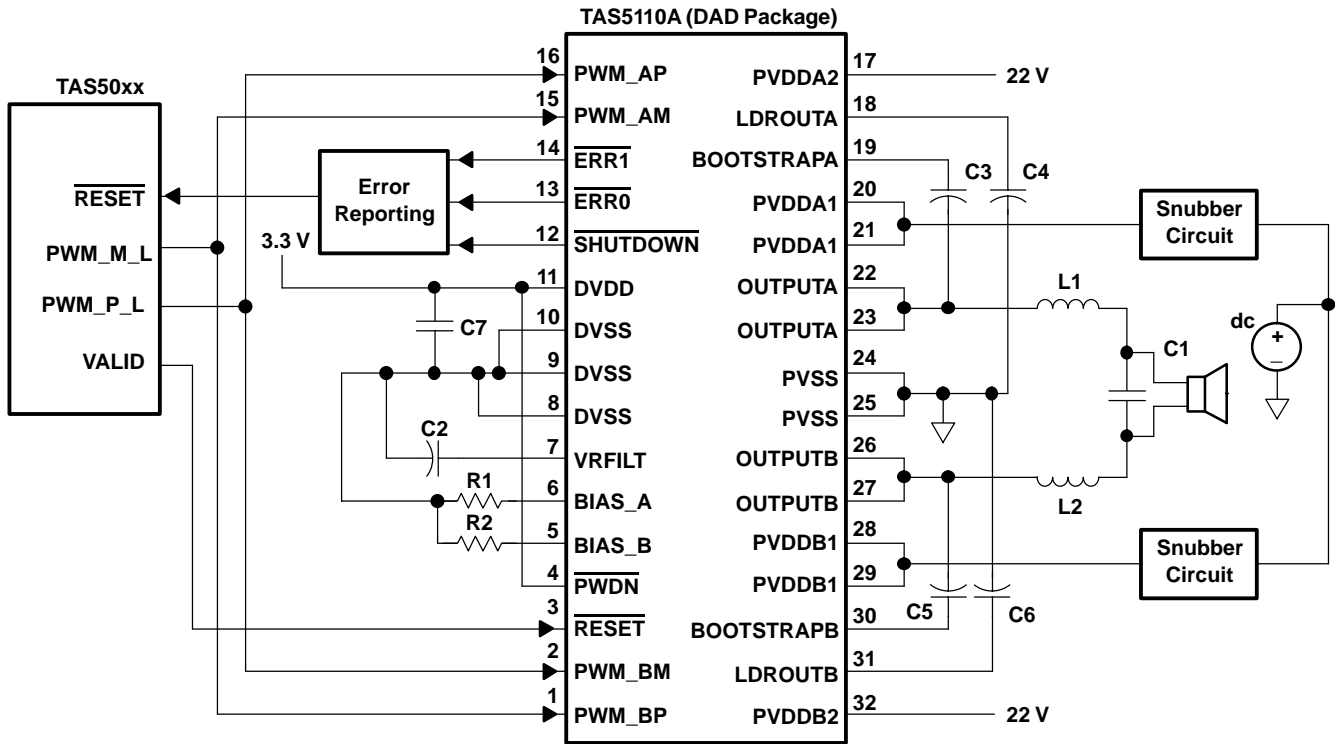 TAS5110A (DAD Package)
TAS50xx
RESET
PWM_M_L
PWM_P_L
VALID
Error
Reporting
3.3 V
C7
C2
R1
R2
16
PWM_AP
15
PWM_AM
14
ERR1
13
ERR0
12
SHUTDOWN
11
DVDD
10
DVSS
9
DVSS
8
DVSS
7
VRFILT
6
BIAS_A
5
BIAS_B
4
PWDN
3
RESET
2
PWM_BM
1
PWM_BP
PVDDA2
17
22 V
LDROUTA
18
BOOTSTRAPA
19
C3
C4
PVDDA1
20
PVDDA1
21
Snubber
Circuit
OUTPUTA
22
L1
OUTPUTA
23
dc
+
–
C1
PVSS
24
PVSS
25
OUTPUTB
26
OUTPUTB
27
L2
PVDDB1
28
PVDDB1
29
Snubber
Circuit
C5
C6
BOOTSTRAPB
30
LDROUTB
31
PVDDB2
32
22 V